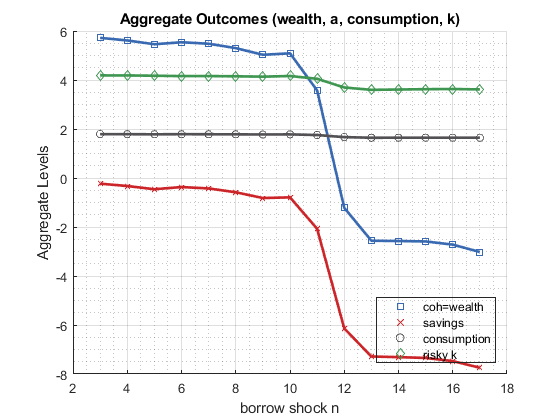 Aggregate Outcomes (wealth, a, consumption, k)
6
4
2
0
-2
-4
-6
-8
Aggregate Levels
coh=wealth
savings
consumption
risky k
2 4 6 8 10 12 14 16 18
borrow shock n